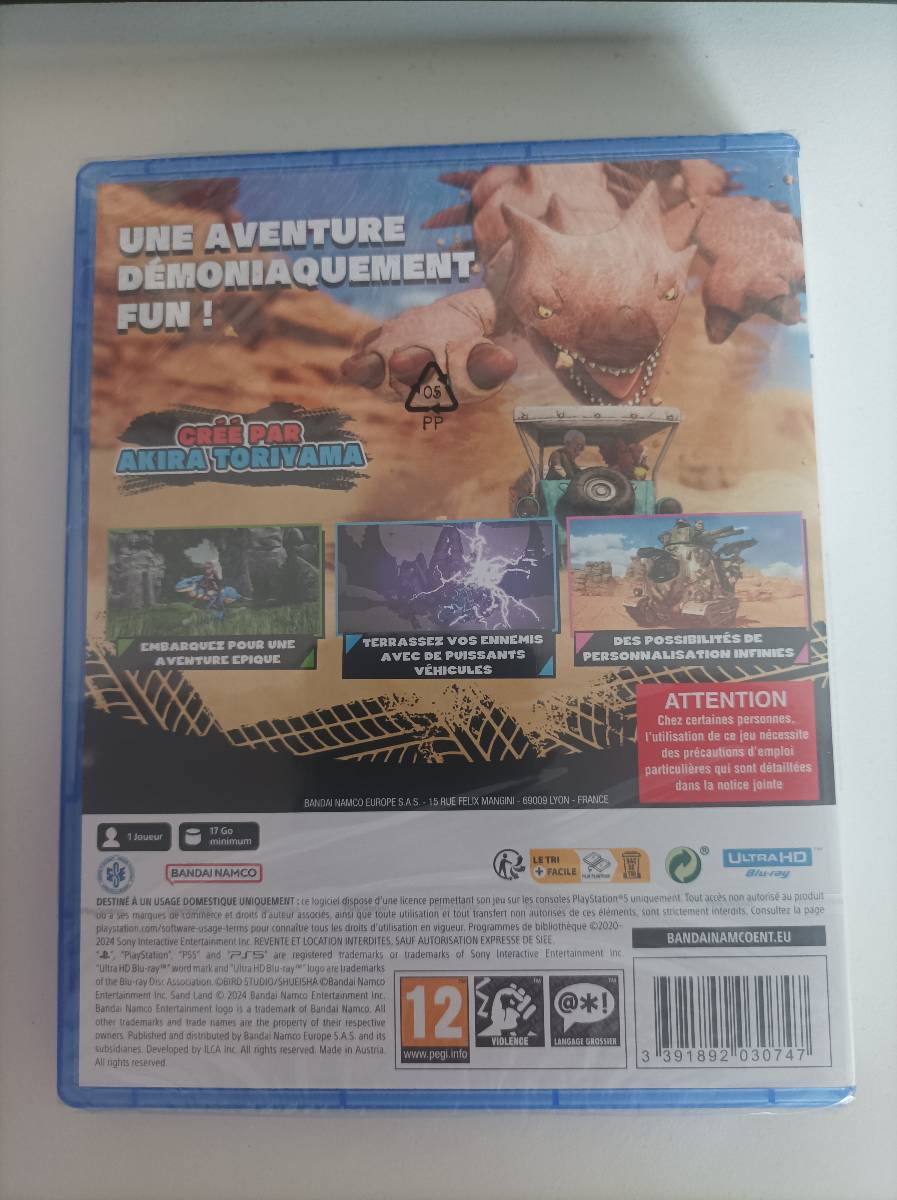 UNE AVENTURE
DÉMONIAQUEMENT
FUN !
05
PP
CRÉÉ PAR
AKIRA TORIYAMA
EMBARQUEZ POUR UNE
AVENTURE EPIQUE
TERRASSEZ VOS ENNEMIS
AVEC DE PUISSANTS
VÉHICULES
DES POSSIBILITÉS DE
PERSONNALISATION INFINIES
ATTENTION
Chez certaines personnes,
l'utilisation de ce jeu nécessite
des précautions d'emploi
particulières qui sont détaillées
dans la notice jointe
BANDAI NAMCO EUROPE S.A.S. - 15 RUE FELIX MANGINI - 69009 LYON - FRANCE
1 Joueur
17 Go
minimum
BANDAI NAMCO
LE TRI
+ FACILE
BAC DE
TRI
®
ULTRA HD™
Blu-ray
DESTINÉ À UN USAGE DOMESTIQUE UNIQUEMENT : ce logiciel dispose d'une licence permettant son jeu sur les consoles PlayStation®5 uniquement. Tout accès non autorisé au produit
ou à ses marques de commerce et droits d'auteur associés, ainsi que toute utilisation et tout transfert non autorisés de ces éléments, sont strictement interdits. Consultez la page
playstation.com/software-usage-terms pour connaître tous les droits d'utilisation en vigueur. Programmes de bibliothèque ©2020-
2024 Sony Interactive Entertainment Inc. REVENTE ET LOCATION INTERDITES, SAUF AUTORISATION EXPRESSE DE SIEE.
BANDAINAMCOENT.EU
"PlayStation", "PS5" and "PS5" are registered trademarks or trademarks of Sony Interactive Entertainment Inc.
"Ultra HD Blu-ray™" word mark and "Ultra HD Blu-ray™" logo are trademarks
of the Blu-ray Disc Association. ©BIRD STUDIO/SHUEISHA ©Bandai Namco
Entertainment Inc. Sand Land © 2024 Bandai Namco Entertainment Inc.
Bandai Namco Entertainment logo is a trademark of Bandai Namco. All
other trademarks and trade names are the property of their respective
owners. Published and distributed by Bandai Namco Europe S.A.S. and its
subsidiaries. Developed by ILCA Inc. All rights reserved. Made in Austria.
All rights reserved.
12
www.pegi.info
VIOLENCE
@*!
LANGAGE GROSSIER
3 391892 030747